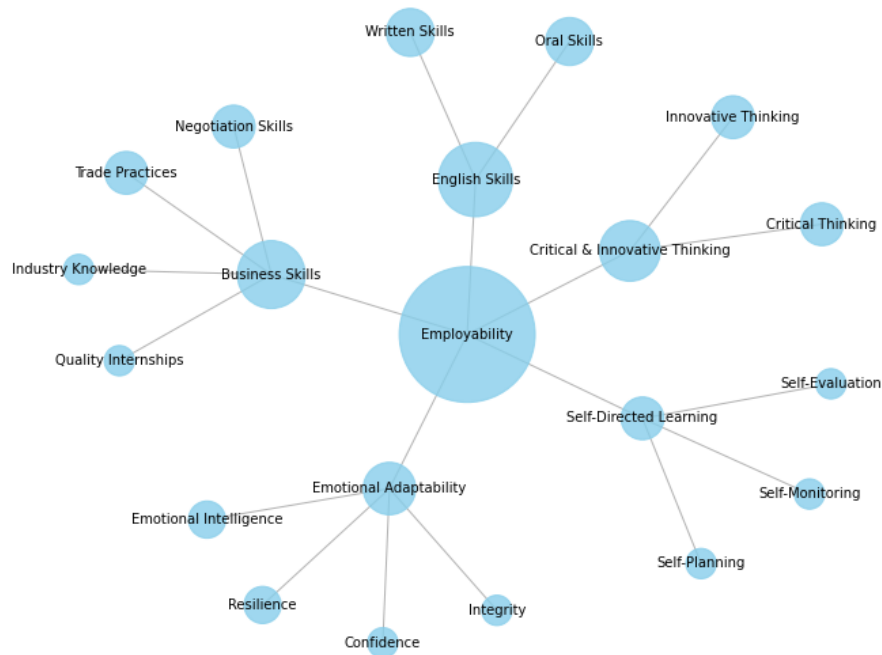 Written Skills
Oral Skills
Negotiation Skills
Innovative Thinking
Trade Practices
English Skills
Critical Thinking
Critical & Innovative Thinking
Industry Knowledge
Business Skills
Employability
Quality Internships
Self-Evaluation
Self-Directed Learning
Emotional Adaptability
Self-Monitoring
Emotional Intelligence
Self-Planning
Resilience
Integrity
Confidence